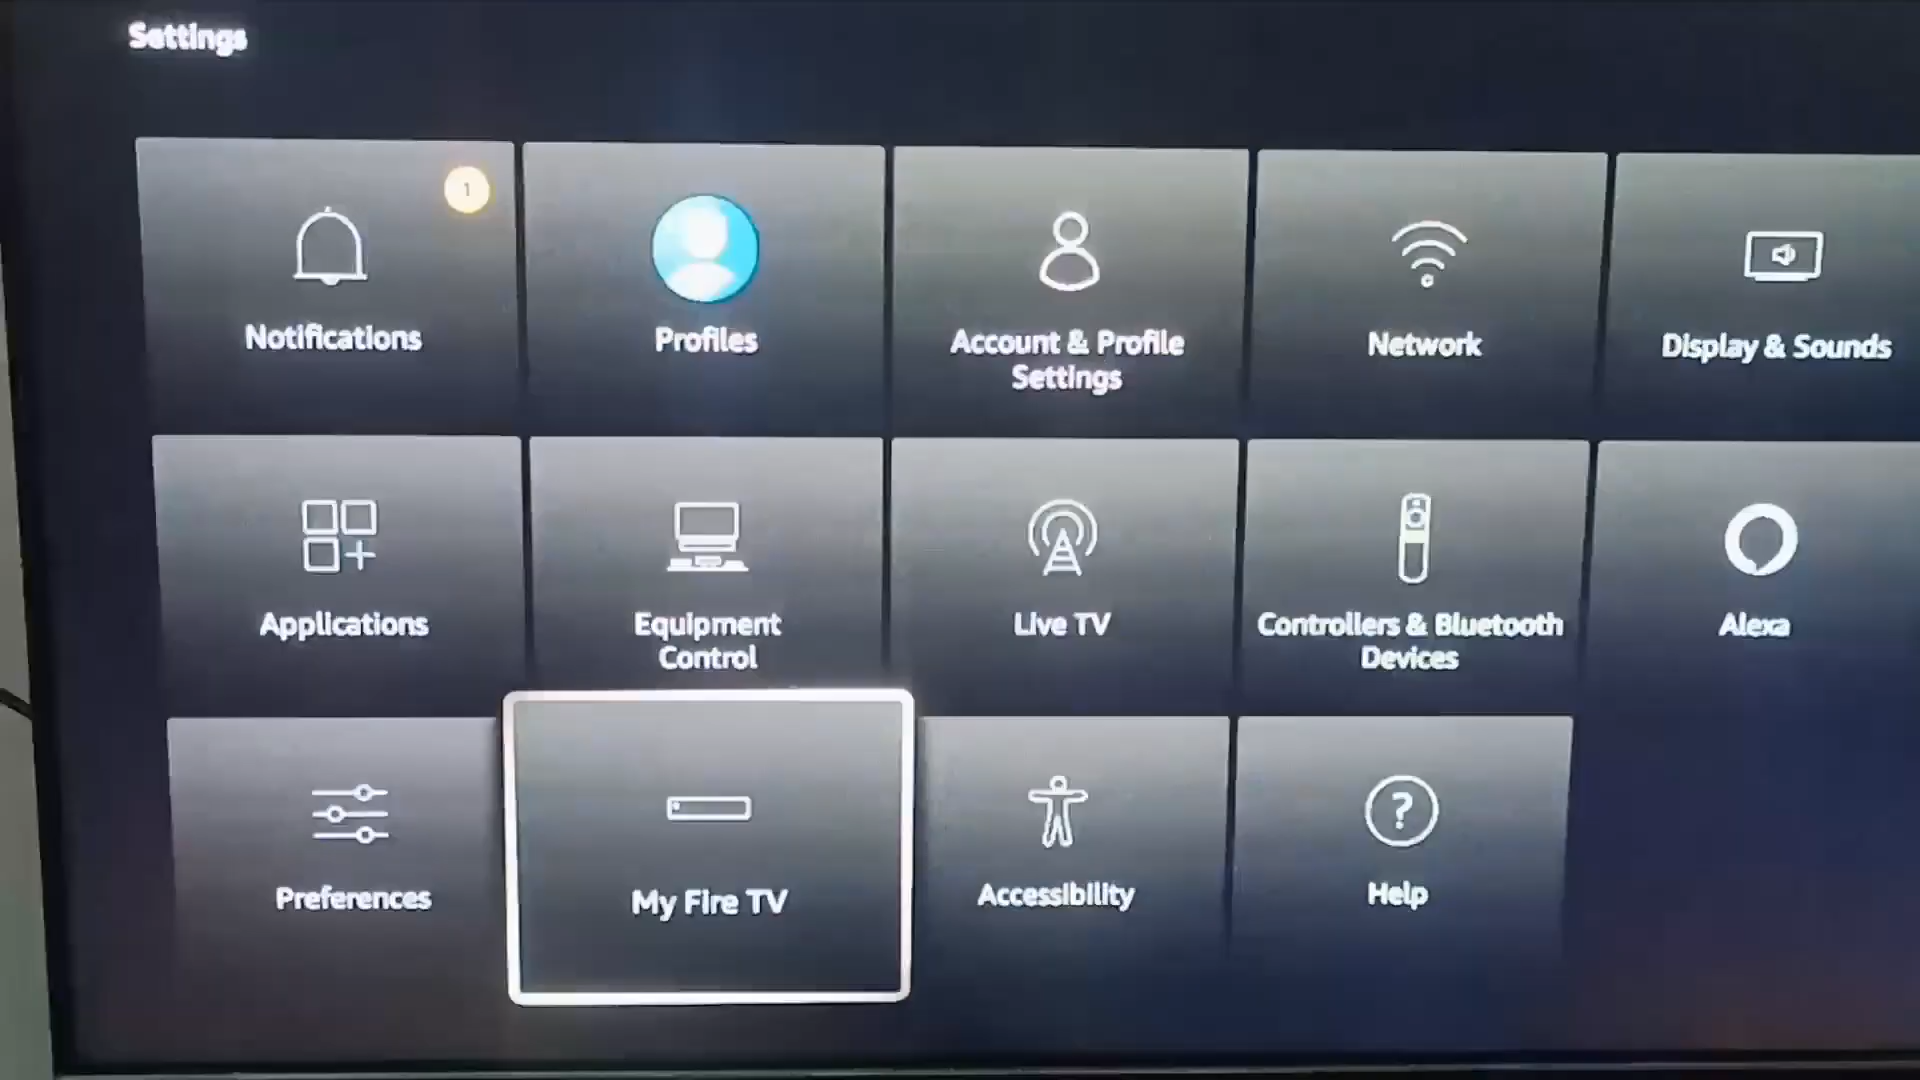 Settings
1
Notifications
Profiles
Account & Profile
Settings
Network
Display & Sounds
Applications
Equipment
Control
Live TV
Controllers & Bluetooth
Devices
Alexa
Preferences
My Fire TV
Accessibility
?
Help